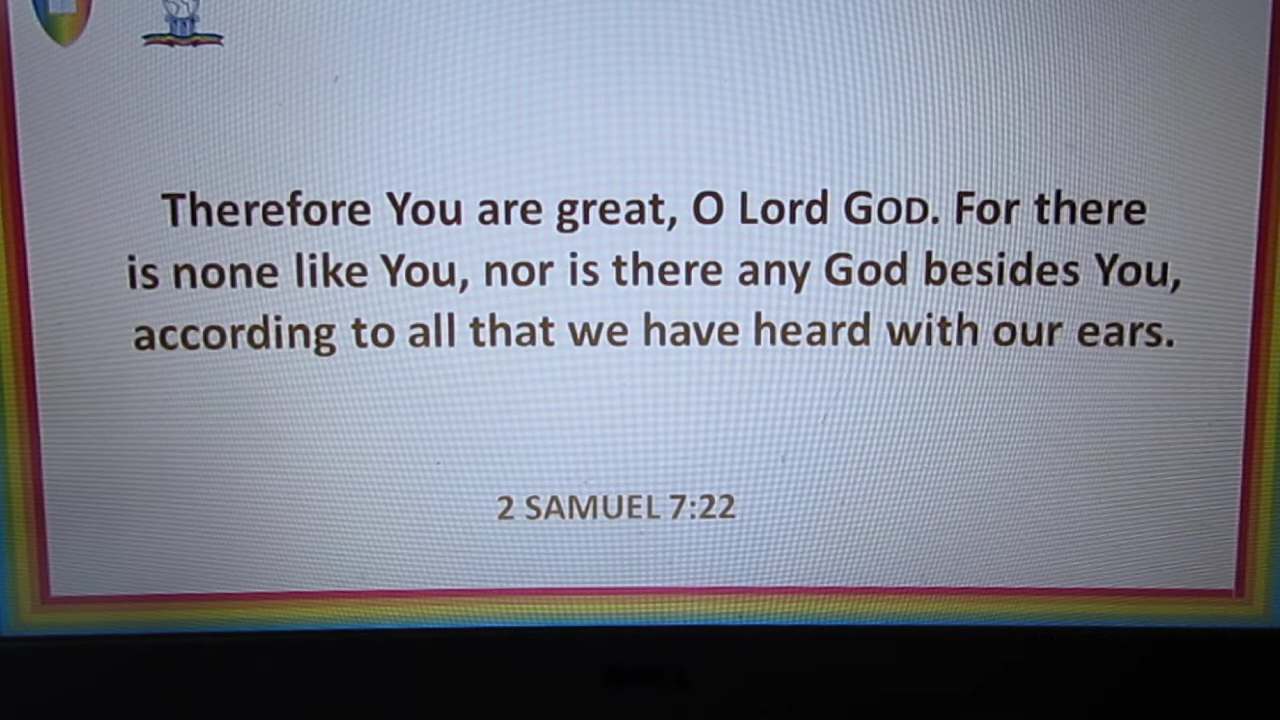 Therefore You are great, O Lord GOD. For there
is none like You, nor is there any God besides You,
according to all that we have heard with our ears.
2 SAMUEL 7:22